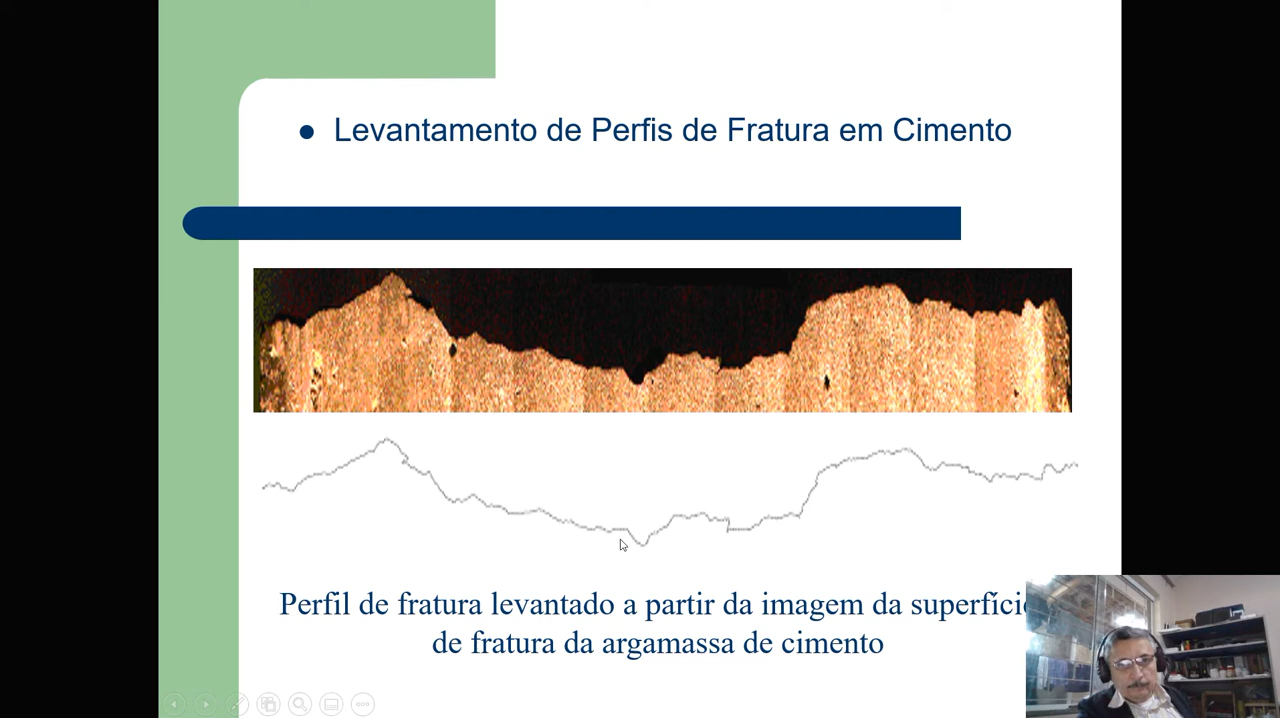 Levantamento de Perfis de Fratura em Cimento
Perfil de fratura levantado a partir da imagem da
de fratura da argamassa de cimento